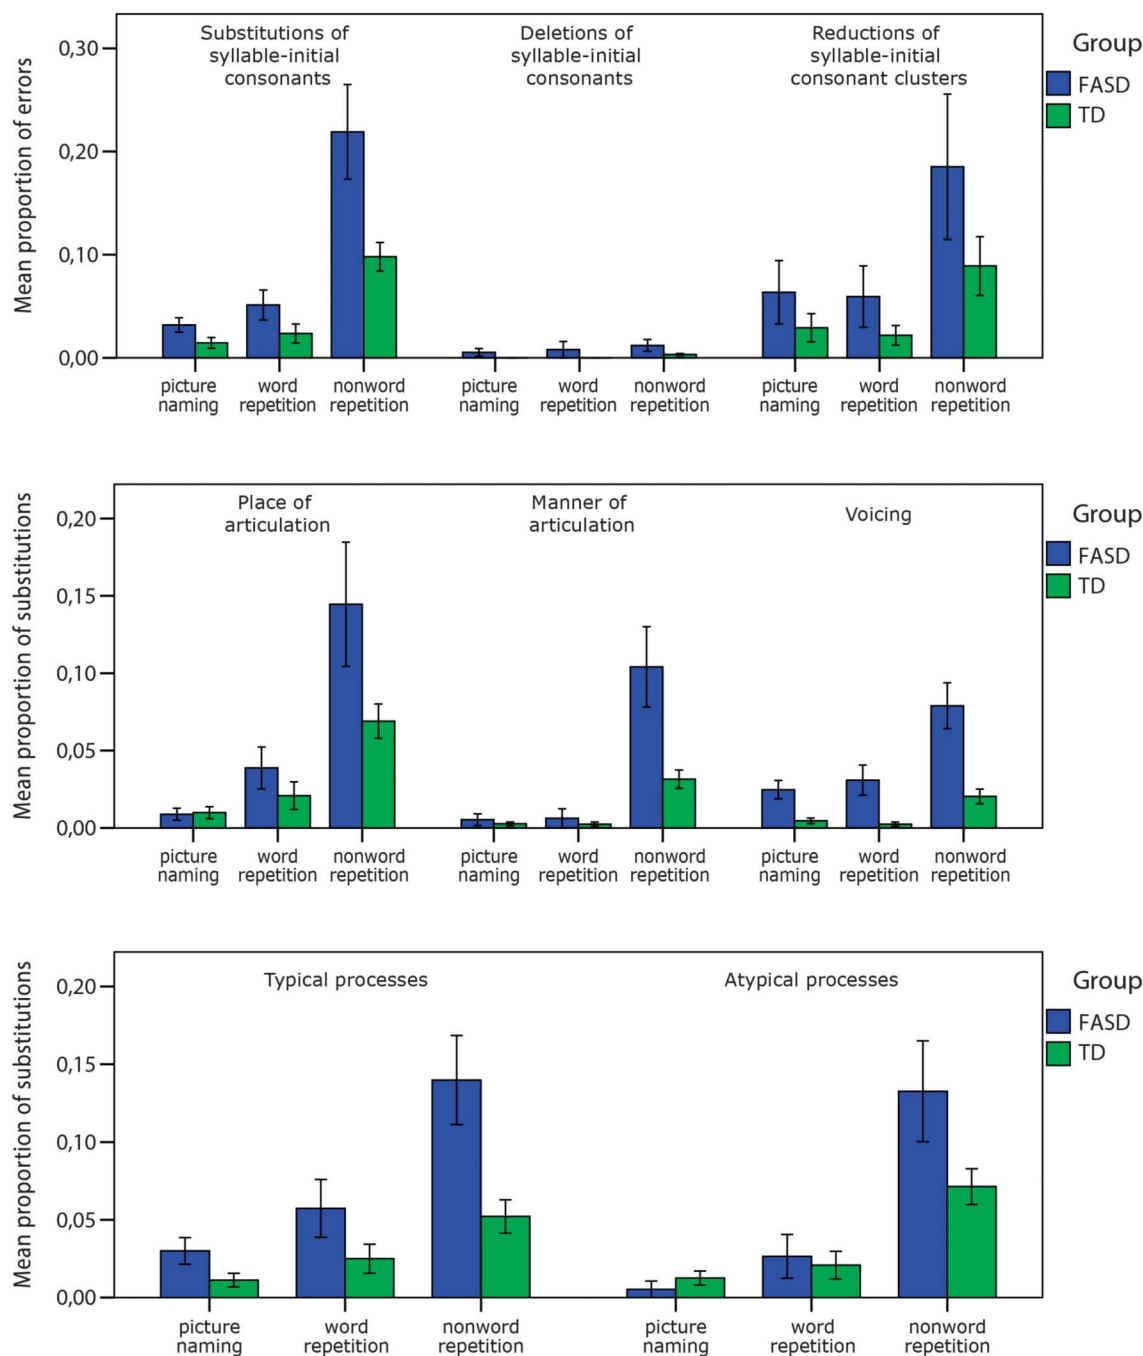 Mean proportion of errors
0,30
0,20
0,10
0,00
Substitutions of
syllable-initial
consonants
Deletions of
syllable-initial
consonants
Reductions of
syllable-initial
consonant clusters
picture
naming
word
repetition
nonword
repetition
picture
naming
word
repetition
nonword
repetition
picture
naming
word
repetition
nonword
repetition
Group
FASD
TD
Mean proportion of substitutions
0,20
0,15
0,10
0,05
0,00
Place of
articulation
Manner of
articulation
Voicing
picture
naming
word
repetition
nonword
repetition
picture
naming
word
repetition
nonword
repetition
picture
naming
word
repetition
nonword
repetition
Group
FASD
TD
Mean proportion of substitutions
0,20
0,15
0,10
0,05
0,00
Typical processes
Atypical processes
picture
naming
word
repetition
nonword
repetition
picture
naming
word
repetition
nonword
repetition
Group
FASD
TD